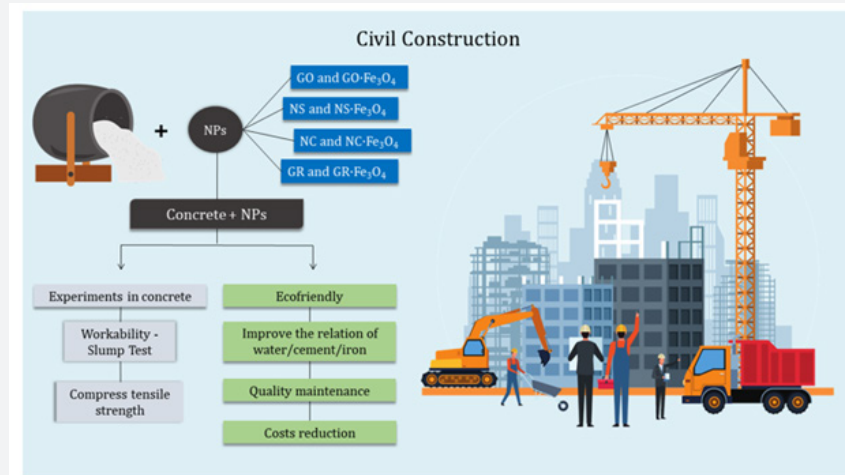 Civil Construction
+
NPs
GO and GO·Fe₃O₄
NS and NS·Fe₃O₄
NC and NC·Fe₃O₄
GR and GR·Fe₃O₄
Concrete + NPs
Experiments in concrete
Workability -
Slump Test
Compress tensile
strength
Ecofriendly
Improve the relation of
water/cement/iron
Quality maintenance
Costs reduction